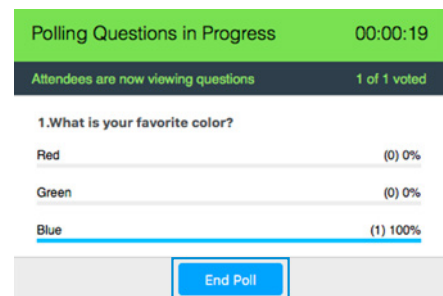 Polling Questions in Progress 00:00:19
Attendees are now viewing questions 1 of 1 voted
1.What is your favorite color?
Red (0) 0%
Green (0) 0%
Blue (1) 100%
End Poll